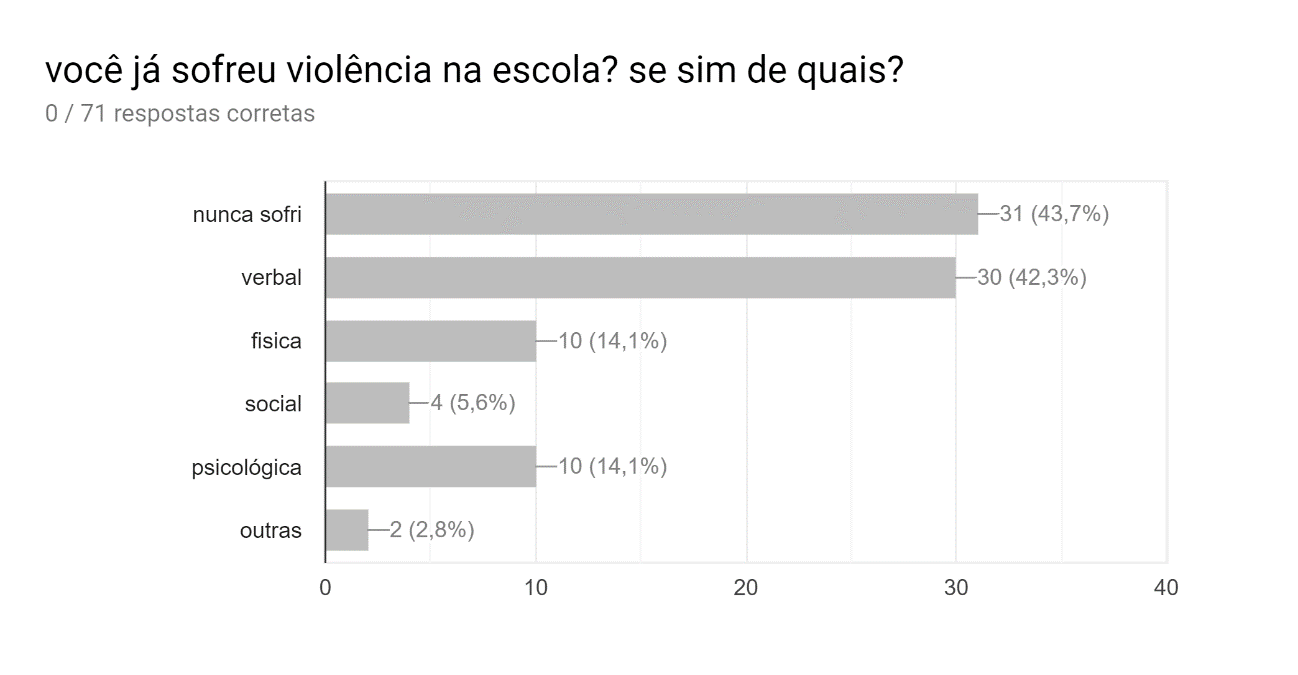 você já sofreu violência na escola? se sim de quais?
0 / 71 respostas corretas
nunca sofri 31 (43,7%)
verbal 30 (42,3%)
fisica 10 (14,1%)
social 4 (5,6%)
psicológica 10 (14,1%)
outras 2 (2,8%)
0 10 20 30 40